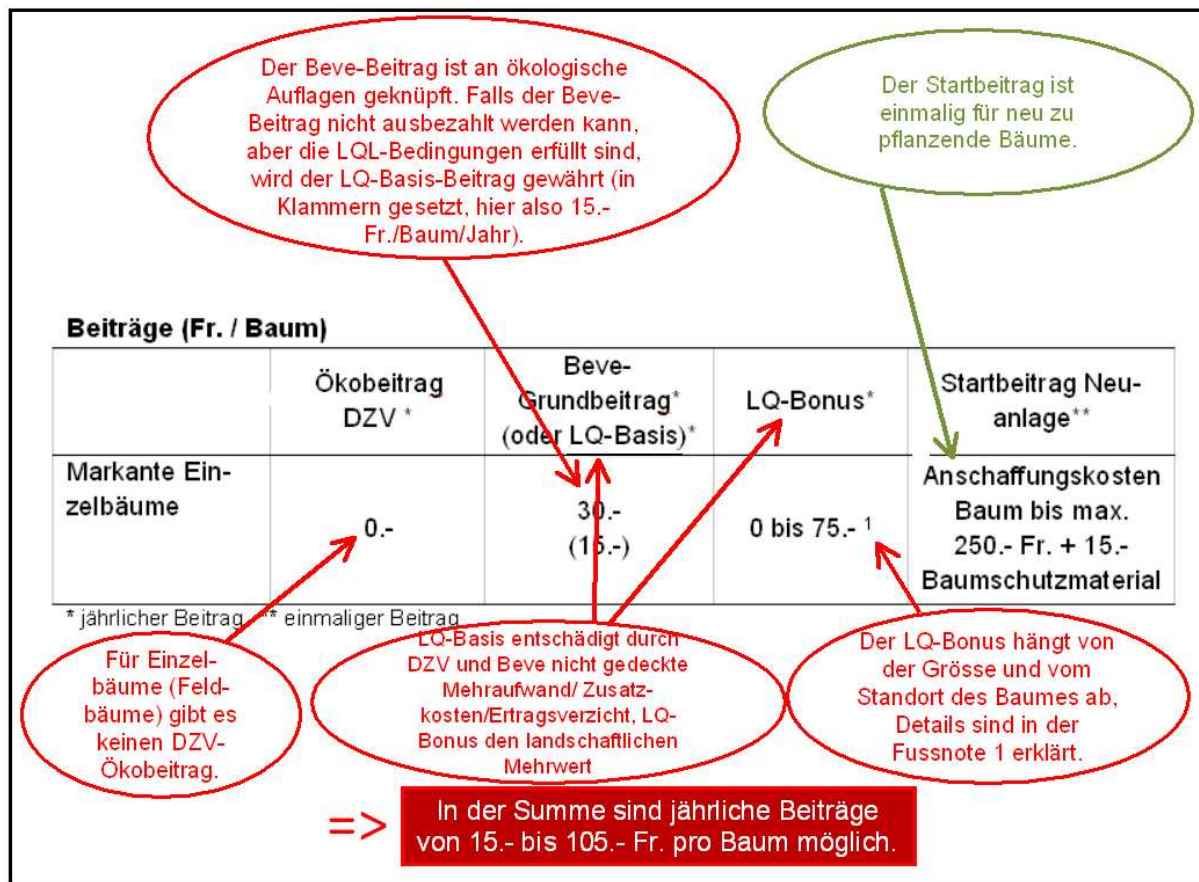 Der Beve-Beitrag ist an ökologische
Auflagen geknüpft. Falls der Beve-
Beitrag nicht ausbezahlt werden kann,
aber die LQL-Bedingungen erfüllt sind,
wird der LQ-Basis-Beitrag gewährt (in
Klammern gesetzt, hier also 15.-
Fr./Baum/Jahr).
Der Startbeitrag ist
einmalig für neu zu
pflanzende Bäume.
Beiträge (Fr. / Baum)
Ökobeitrag
DZV *
Beve-
Grundbeitrag*
(oder LQ-Basis)*
LQ-Bonus*
Startbeitrag Neu-
anlage**
Markante Ein-
zelbäume
0.-
30.-
(15.-)
0 bis 75.- 1
Anschaffungskosten
Baum bis max.
250.- Fr. + 15.-
Baumschutzmaterial
* jährlicher Beitrag ** einmaliger Beitrag
Für Einzel-
bäume (Feld-
bäume) gibt es
keinen DZV-
Ökobeitrag.
LQ-Basis entschädigt durch
DZV und Beve nicht gedeckte
Mehraufwand/ Zusatz-
kosten/Ertragsverzicht, LQ-
Bonus den landschaftlichen
Mehrwert
Der LQ-Bonus hängt von
der Grösse und vom
Standort des Baumes ab,
Details sind in der
Fussnote 1 erklärt.
=> In der Summe sind jährliche Beiträge
von 15.- bis 105.- Fr. pro Baum möglich.